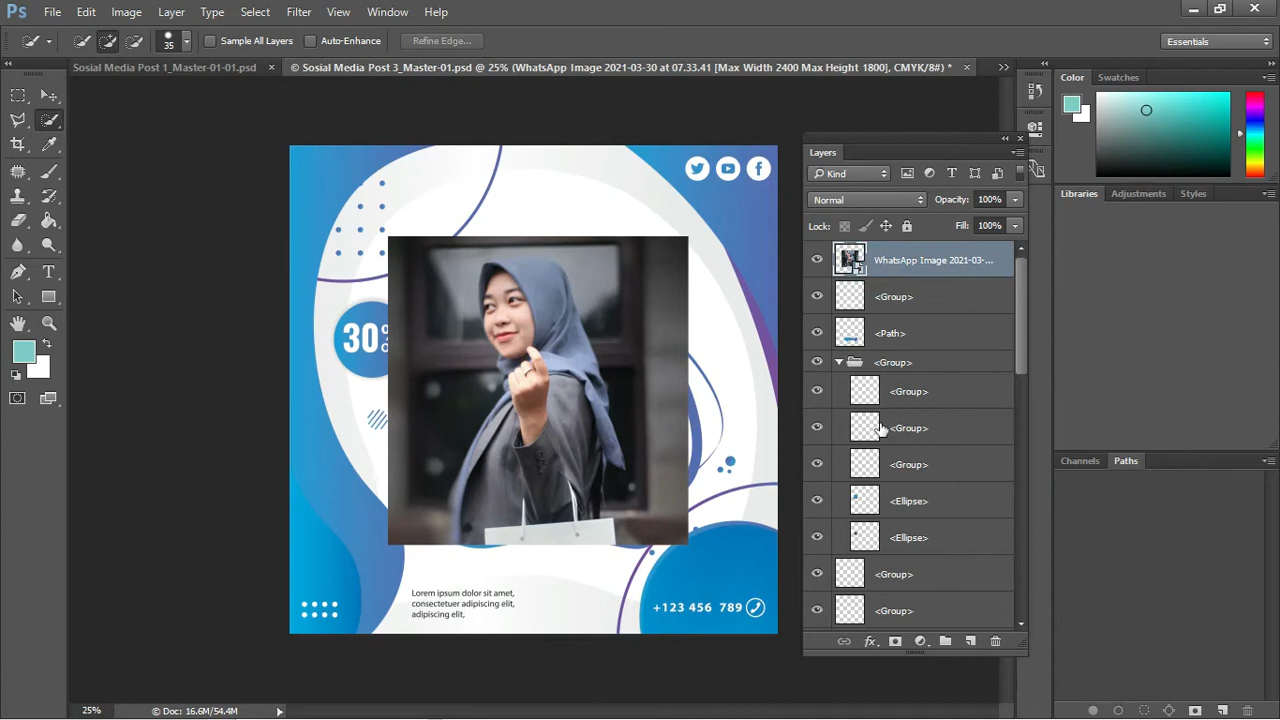 Ps File Edit Image Layer Type Select Filter View Window Help
35 Sample All Layers Auto-Enhance Refine Edge... Essentials
Sosial Media Post 1_Master-01-01.psd × © Sosial Media Post 3_Master-01.psd @ 25% (WhatsApp Image 2021-03-30 at 07.33.41 [Max Width 2400 Max Height 1800], CMYK/8#) * ×
Color Swatches
Layers
Kind
Normal Opacity: 100%
Lock: Fill: 100%
WhatsApp Image 2021-03-...
<Group>
<Path>
<Group>
<Group>
<Group>
<Group>
<Ellipse>
<Ellipse>
<Group>
<Group>
fx
Libraries Adjustments Styles
Channels Paths
30%
Lorem ipsum dolor sit amet,
consectetuer adipiscing elit,
adipiscing elit,
+123 456 789
25% © Doc: 16.6M/54.4M